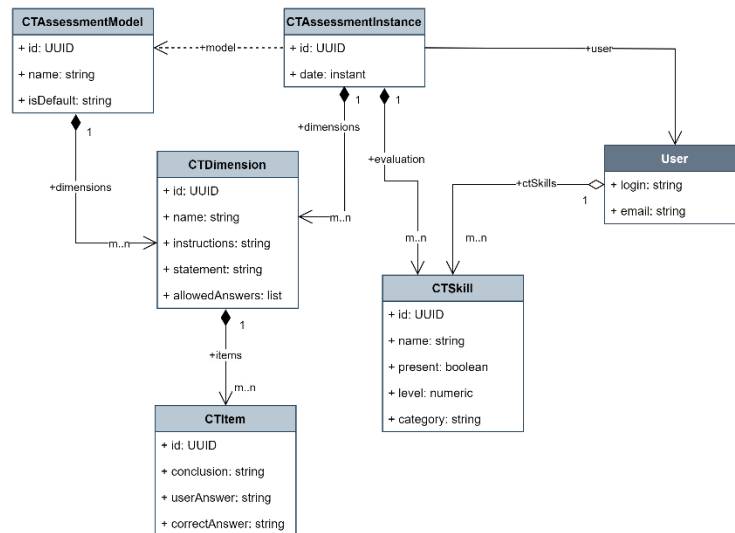 CTAssessmentModel
+ id: UUID
+ name: string
+ isDefault: string
1
+model
CTAssessmentInstance
+ id: UUID
+ date: instant
1
1
+user
+dimensions
+evaluation
+dimensions
m..n
m..n
CTDimension
+ id: UUID
+ name: string
+ instructions: string
+ statement: string
+ allowedAnswers: list
1
User
+ login: string
+ email: string
1
+ctSkills
m..n
m..n
CTSkill
+ id: UUID
+ name: string
+ present: boolean
+ level: numeric
+ category: string
+items
m..n
CTItem
+ id: UUID
+ conclusion: string
+ userAnswer: string
+ correctAnswer: string